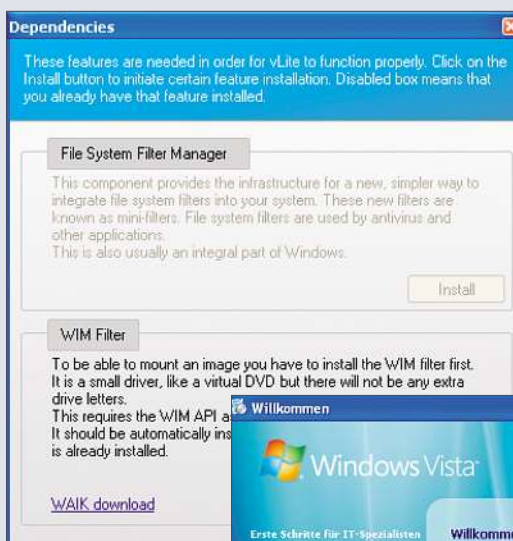 Dependencies
These features are needed in order for vLite to function properly. Click on the
Install button to initiate certain feature installation. Disabled box means that
you already have that feature installed.
File System Filter Manager
This component provides the infrastructure for a new, simpler way to
integrate file system filters into your system. These new filters are
known as mini-filters. File system filters are used by antivirus and
other applications.
This is also usually an integral part of Windows.
Install
WIM Filter
To be able to mount an image you have to install the WIM filter first.
It is a small driver, like a virtual DVD but there will not be any extra
drive letters.
This requires the WIM API
It should be automatically
is already installed.
WAIK download
Willkommen
Windows Vista
Erste Schritte für IT-Spezialisten